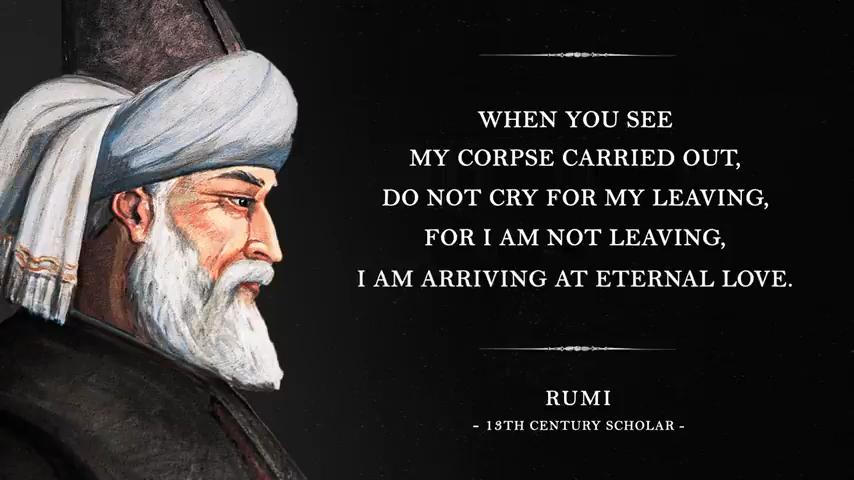 WHEN YOU SEE
MY CORPSE CARRIED OUT,
DO NOT CRY FOR MY LEAVING,
FOR I AM NOT LEAVING,
I AM ARRIVING AT ETERNAL LOVE.
RUMI
- 13TH CENTURY SCHOLAR -